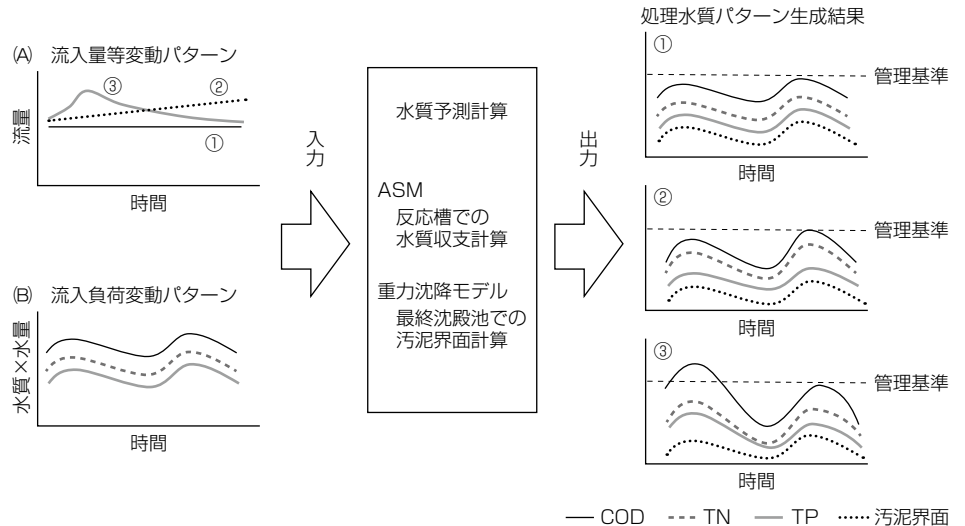 (A) 流入量等変動パターン
流量
③
②
①
時間
(B) 流入負荷変動パターン
水質×水量
時間
入力
水質予測計算
ASM
反応槽での
水質収支計算
重力沈降モデル
最終沈殿池での
汚泥界面計算
出力
処理水質パターン生成結果
①
管理基準
時間
②
管理基準
時間
③
管理基準
時間
COD TN TP 汚泥界面